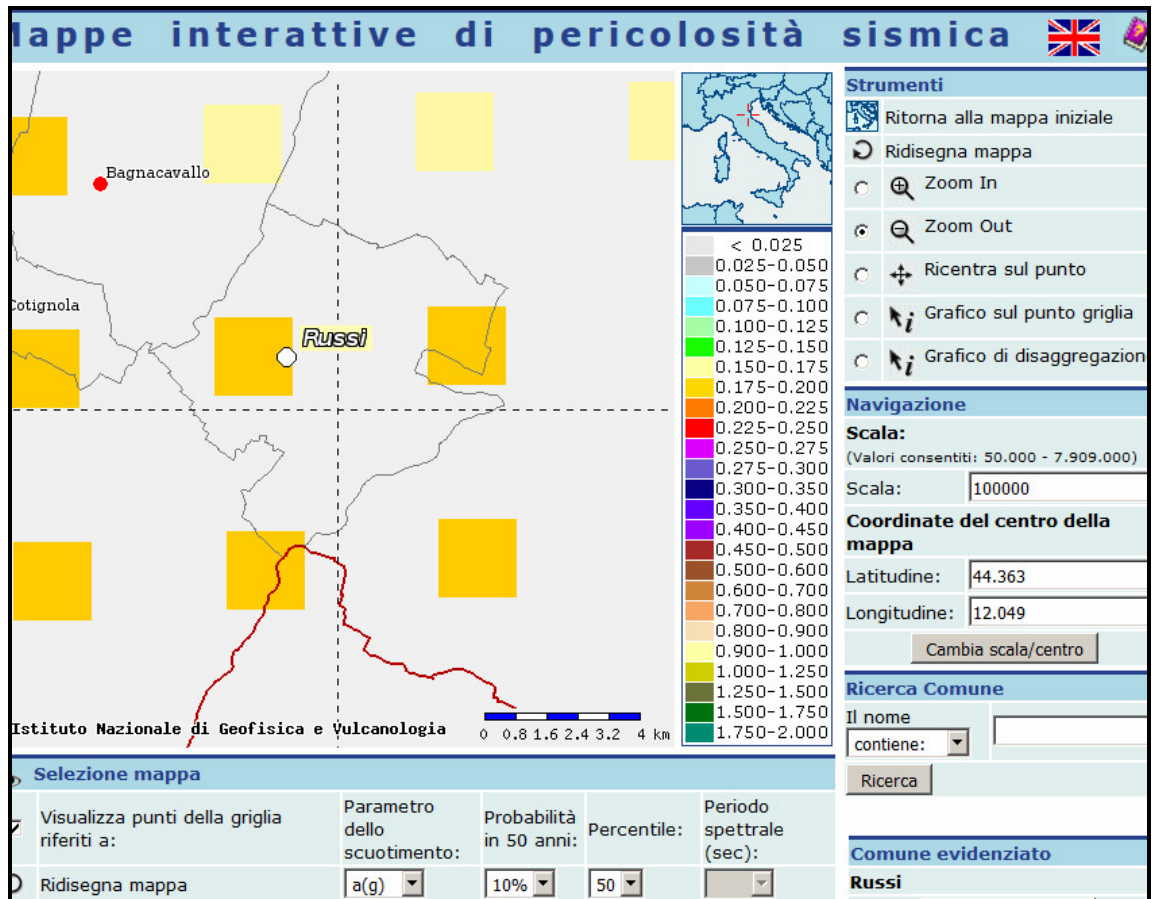 Mappe interattive di pericolosità sismica
Bagnacavallo
Cotignola
Russi
Istituto Nazionale di Geofisica e Vulcanologia
0 0.8 1.6 2.4 3.2 4 km
< 0.025
0.025-0.050
0.050-0.075
0.075-0.100
0.100-0.125
0.125-0.150
0.150-0.175
0.175-0.200
0.200-0.225
0.225-0.250
0.250-0.275
0.275-0.300
0.300-0.350
0.350-0.400
0.400-0.450
0.450-0.500
0.500-0.600
0.600-0.700
0.700-0.800
0.800-0.900
0.900-1.000
1.000-1.250
1.250-1.500
1.500-1.750
1.750-2.000
Strumenti
Ritorna alla mappa iniziale
Ridisegna mappa
Zoom In
Zoom Out
Ricentra sul punto
Grafico sul punto griglia
Grafico di disaggregazion
Navigazione
Scala:
(Valori consentiti: 50.000 - 7.909.000)
Scala: 100000
Coordinate del centro della
mappa
Latitudine: 44.363
Longitudine: 12.049
Cambia scala/centro
Ricerca Comune
Il nome
contiene:
Ricerca
Comune evidenziato
Russi
Selezione mappa
Visualizza punti della griglia
riferiti a:
Parametro
dello
scuotimento:
Probabilità
in 50 anni:
Percentile:
Periodo
spettrale
(sec):
Ridisegna mappa
a(g)
10%
50